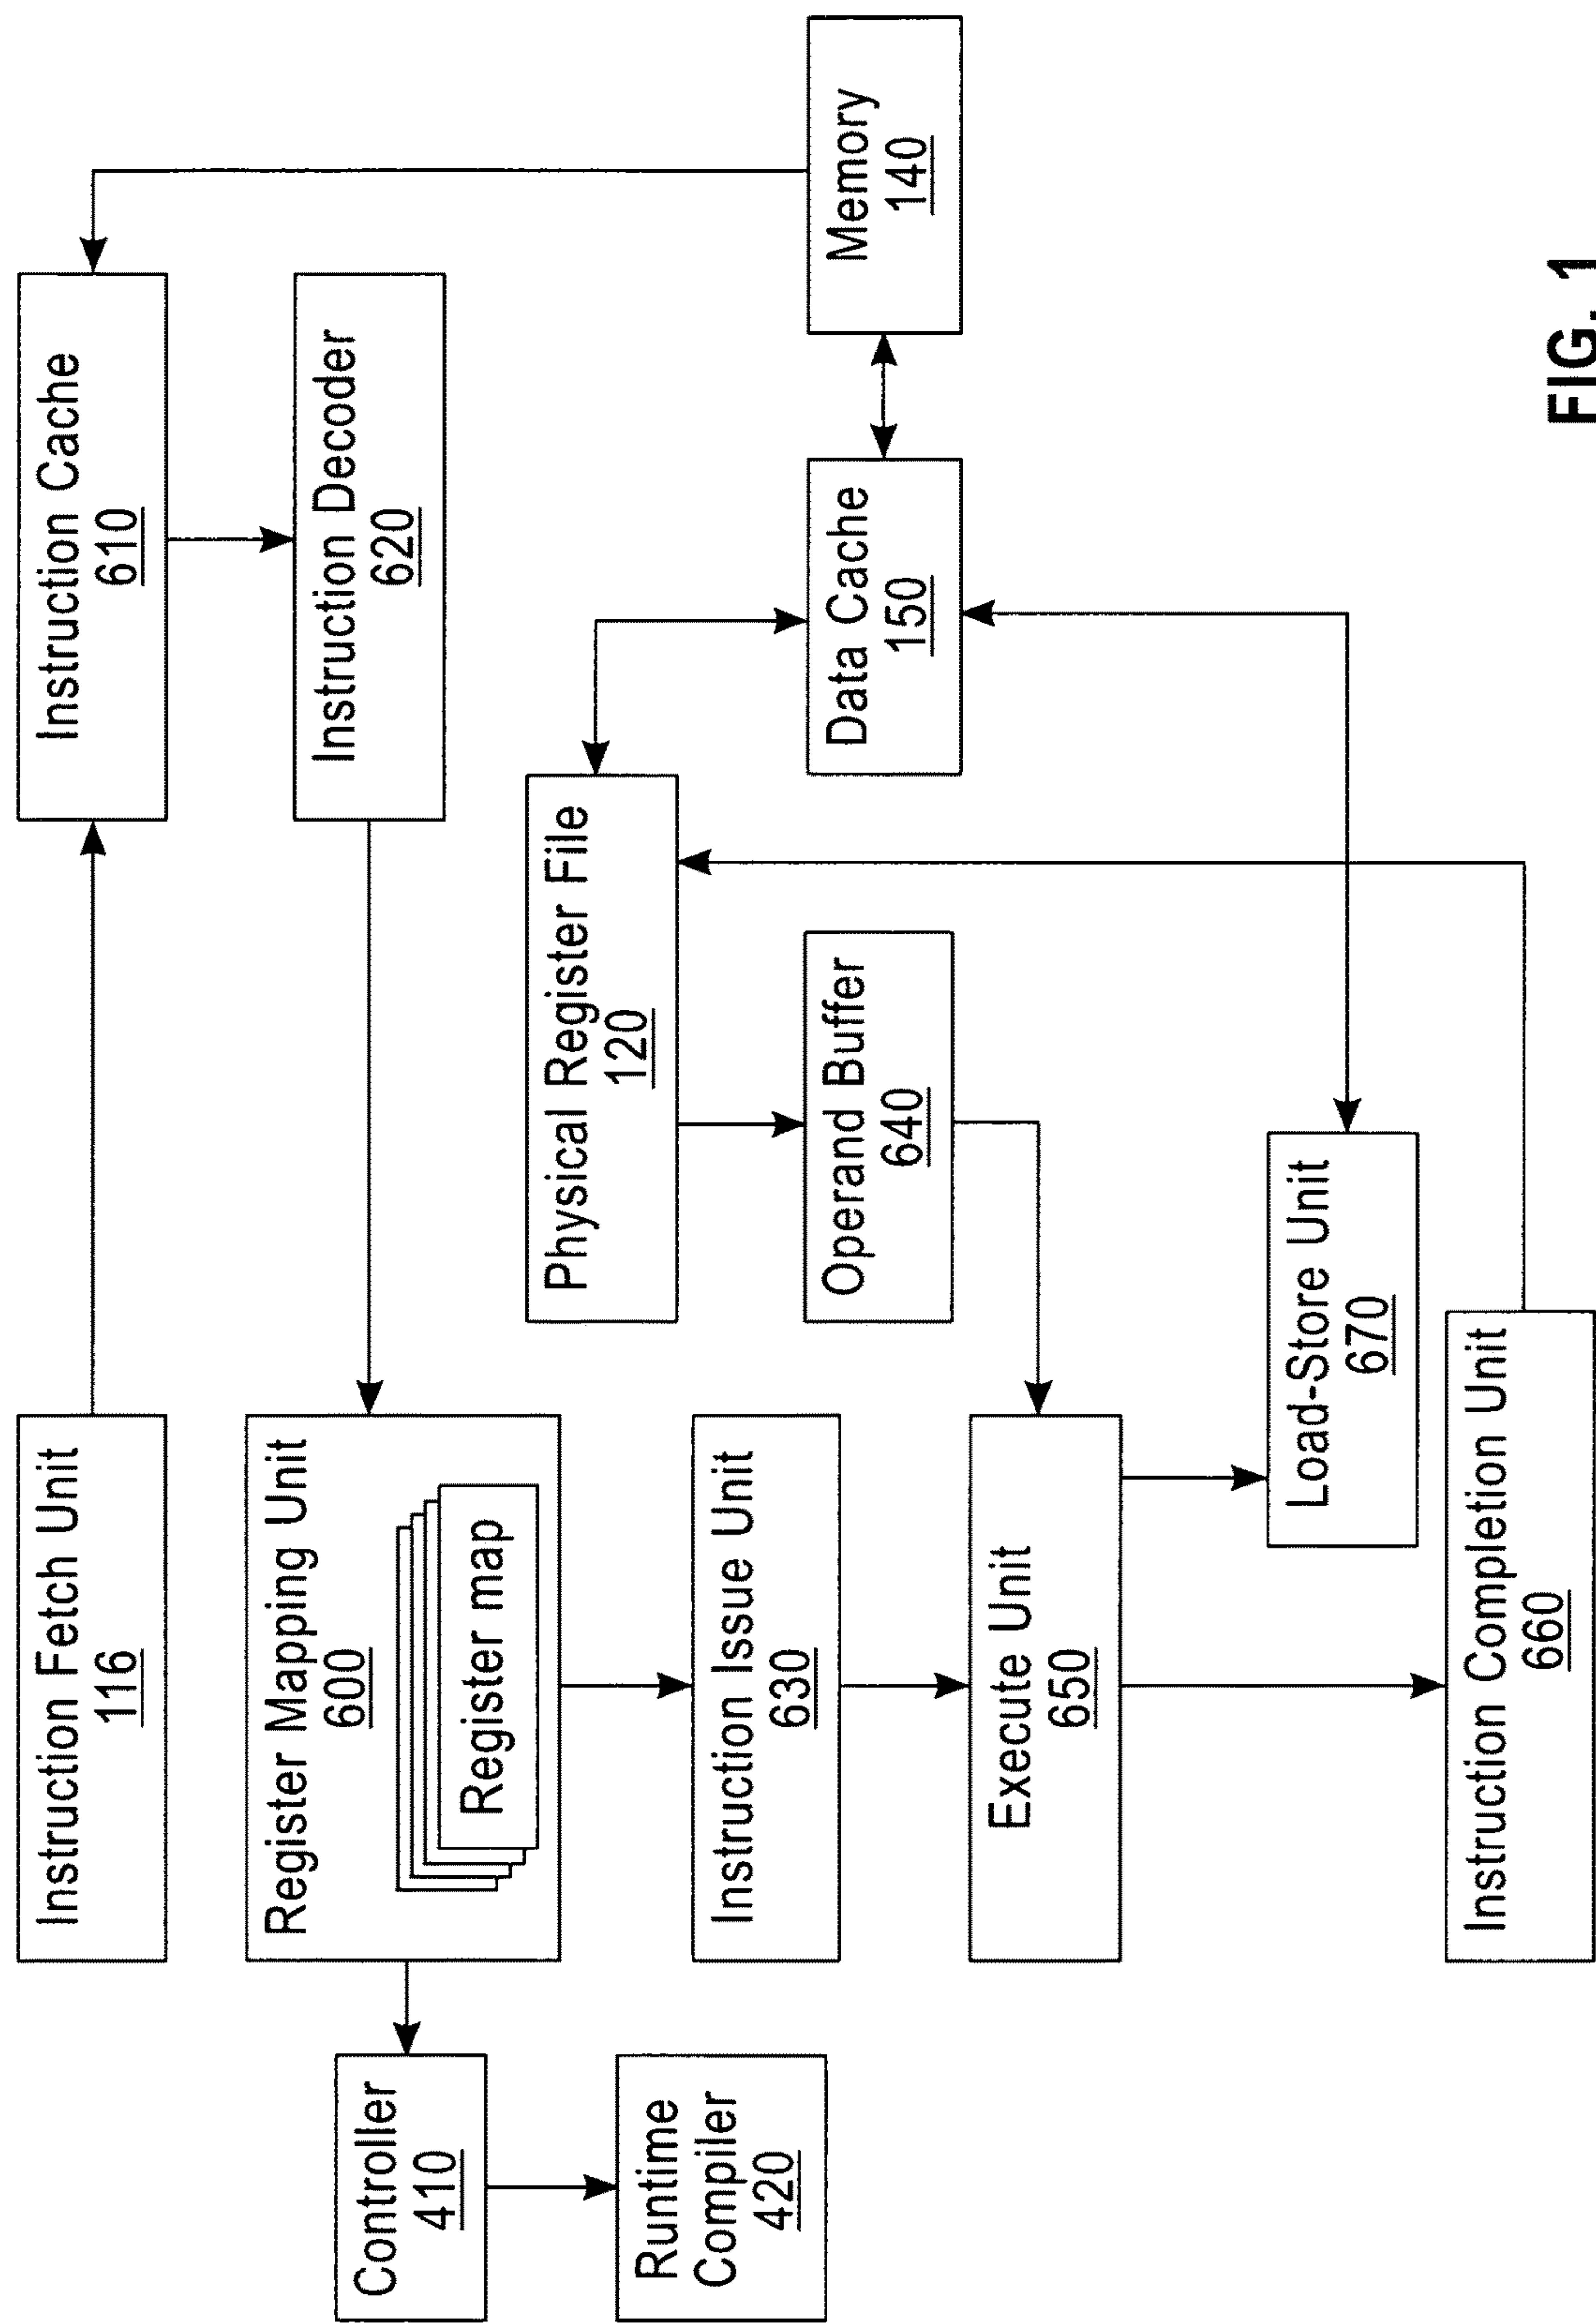 Instruction Fetch Unit
116
Instruction Cache
610
Controller
410
Register Mapping Unit
600
Register map
Instruction Decoder
620
Runtime
Compiler
420
Instruction Issue Unit
630
Physical Register File
120
Execute Unit
650
Operand Buffer
640
Data Cache
150
Memory
140
Load-Store Unit
670
Instruction Completion Unit
660
FIG. 1